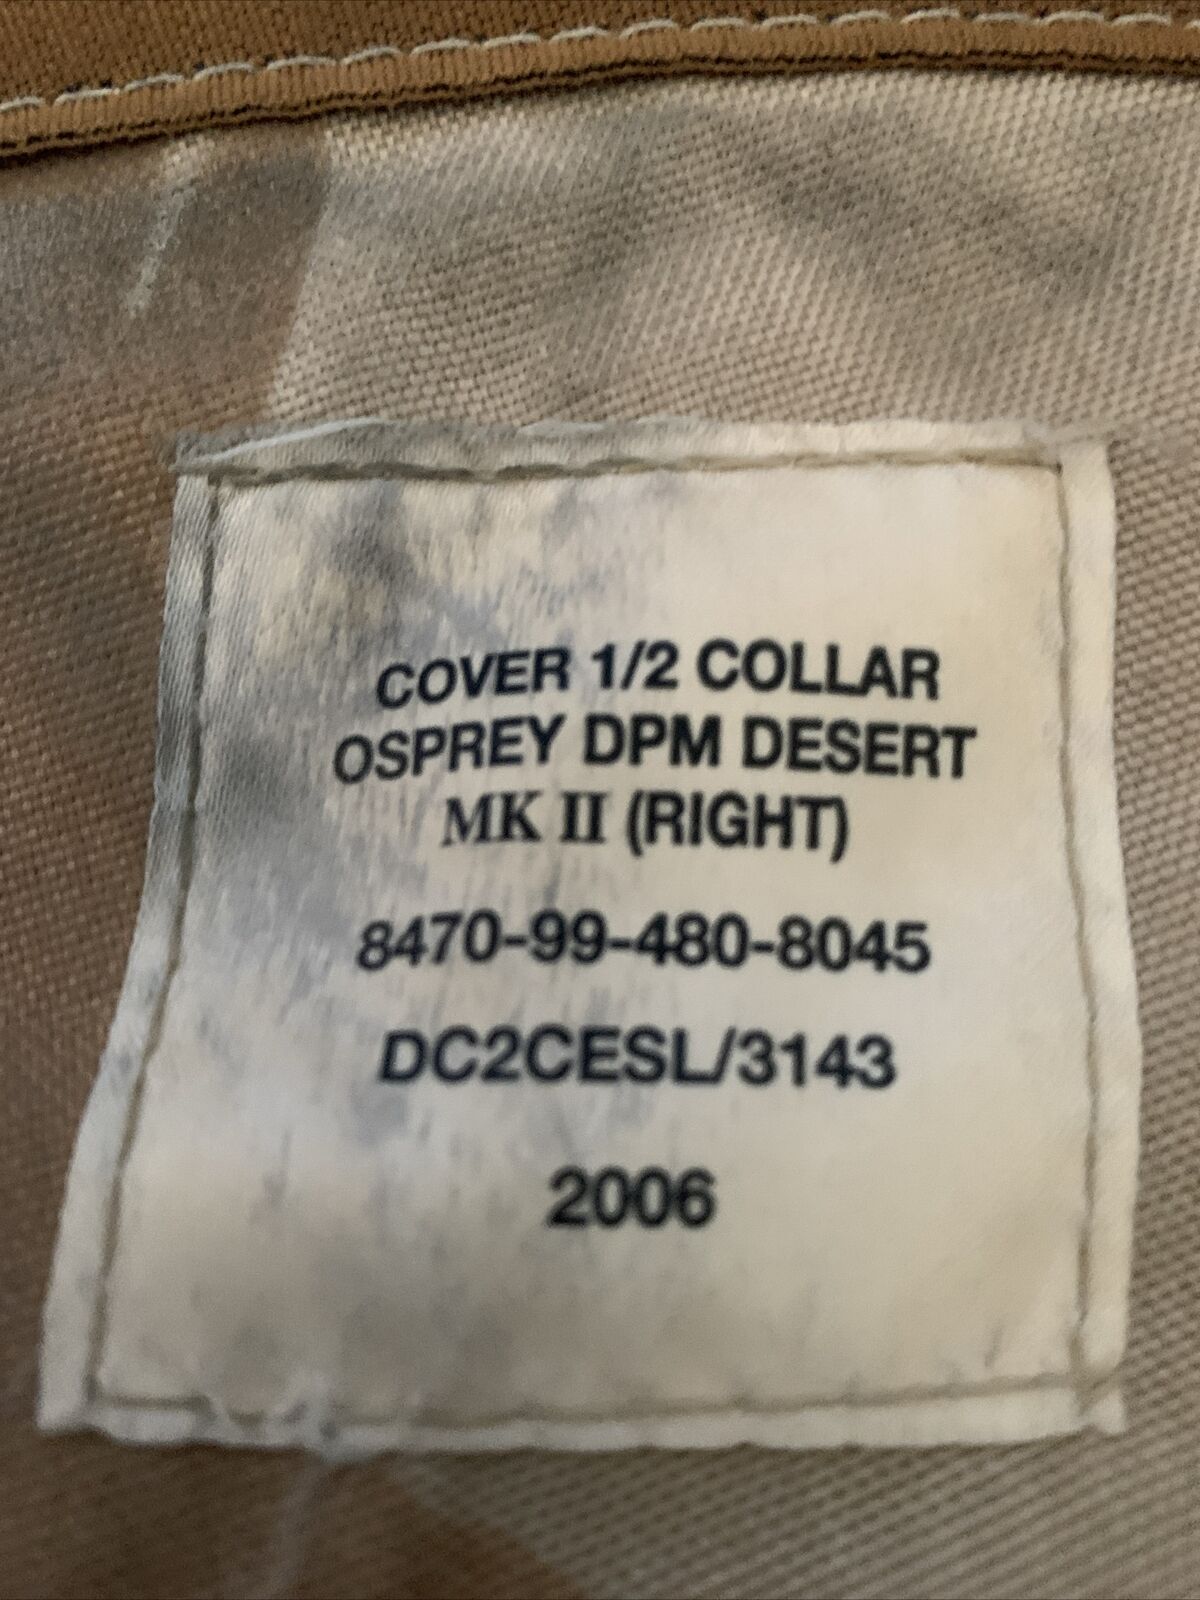 COVER 1/2 COLLAR
OSPREY DPM DESERT
MK II (RIGHT)
8470-99-480-8045
DC2CESL/3143
2006